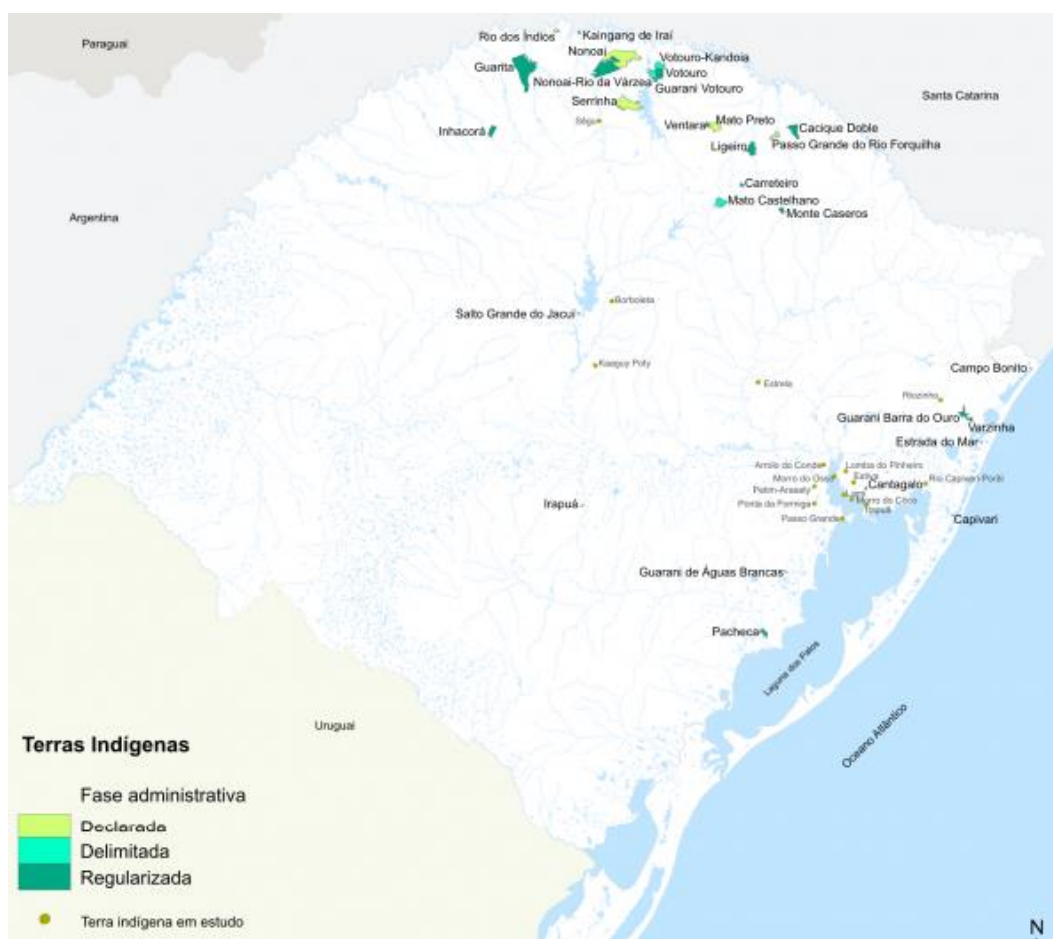 Paraguai
Rio dos Índios
Kaingang de Iraí
Nonoai
Votouro-Kandoia
Guarita
Votouro
Nonoai-Rio da Várzea
Guarani Votouro
Santa Catarina
Serrinha
Ventara
Mato Preto
Cacique Doble
Inhacorá
Ligeiro
Passo Grande do Rio Forquilha
Carreteiro
Argentina
Mato Castelhano
Monte Caseros
Borboleta
Salto Grande do Jacuí
Kaaguy Poty
Campo Bonito
Estrela
Riozinho
Guarani Barra do Ouro
Varzinha
Estrada do Mar
Arroio do Conde
Lomba do Pinheiro
Morro do Osso
Cantagalo
Rio Capivari-Porãi
Irapuá
Ponta da Formiga
Morro do Coco
Itapuã
Passo Grande
Capivari
Guarani de Águas Brancas
Pacheca
Laguna dos Patos
Uruguai
Oceano Atlântico
Terras Indígenas
Fase administrativa
Declarada
Delimitada
Regularizada
Terra indígena em estudo
N